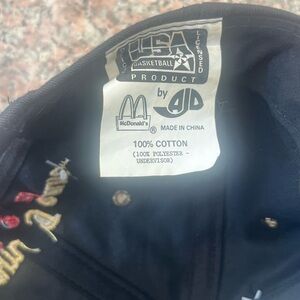 USA
BASKETBALL
LICENSED
PRODUCT
by AJD
McDonald's
® MADE IN CHINA
100% COTTON
(100% POLYESTER -
UNDERVISOR)